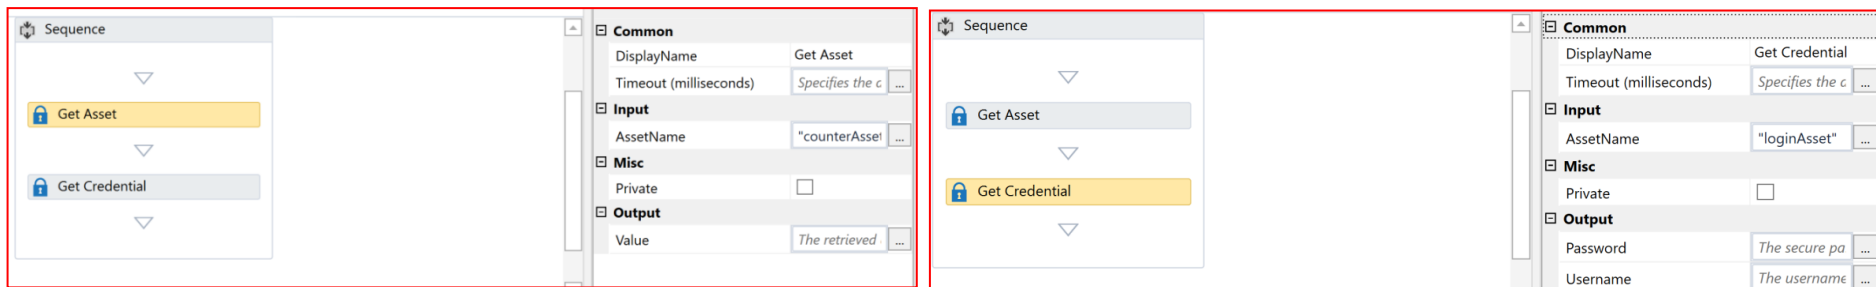 Sequence
Get Asset
Get Credential
Common
DisplayName Get Asset
Timeout (milliseconds) Specifies the ...
Input
AssetName "counterAsset ...
Misc
Private
Output
Value The retrieved ...
Sequence
Get Asset
Get Credential
Common
DisplayName Get Credential
Timeout (milliseconds) Specifies the ...
Input
AssetName "loginAsset" ...
Misc
Private
Output
Password The secure pa ...
Username The username ...